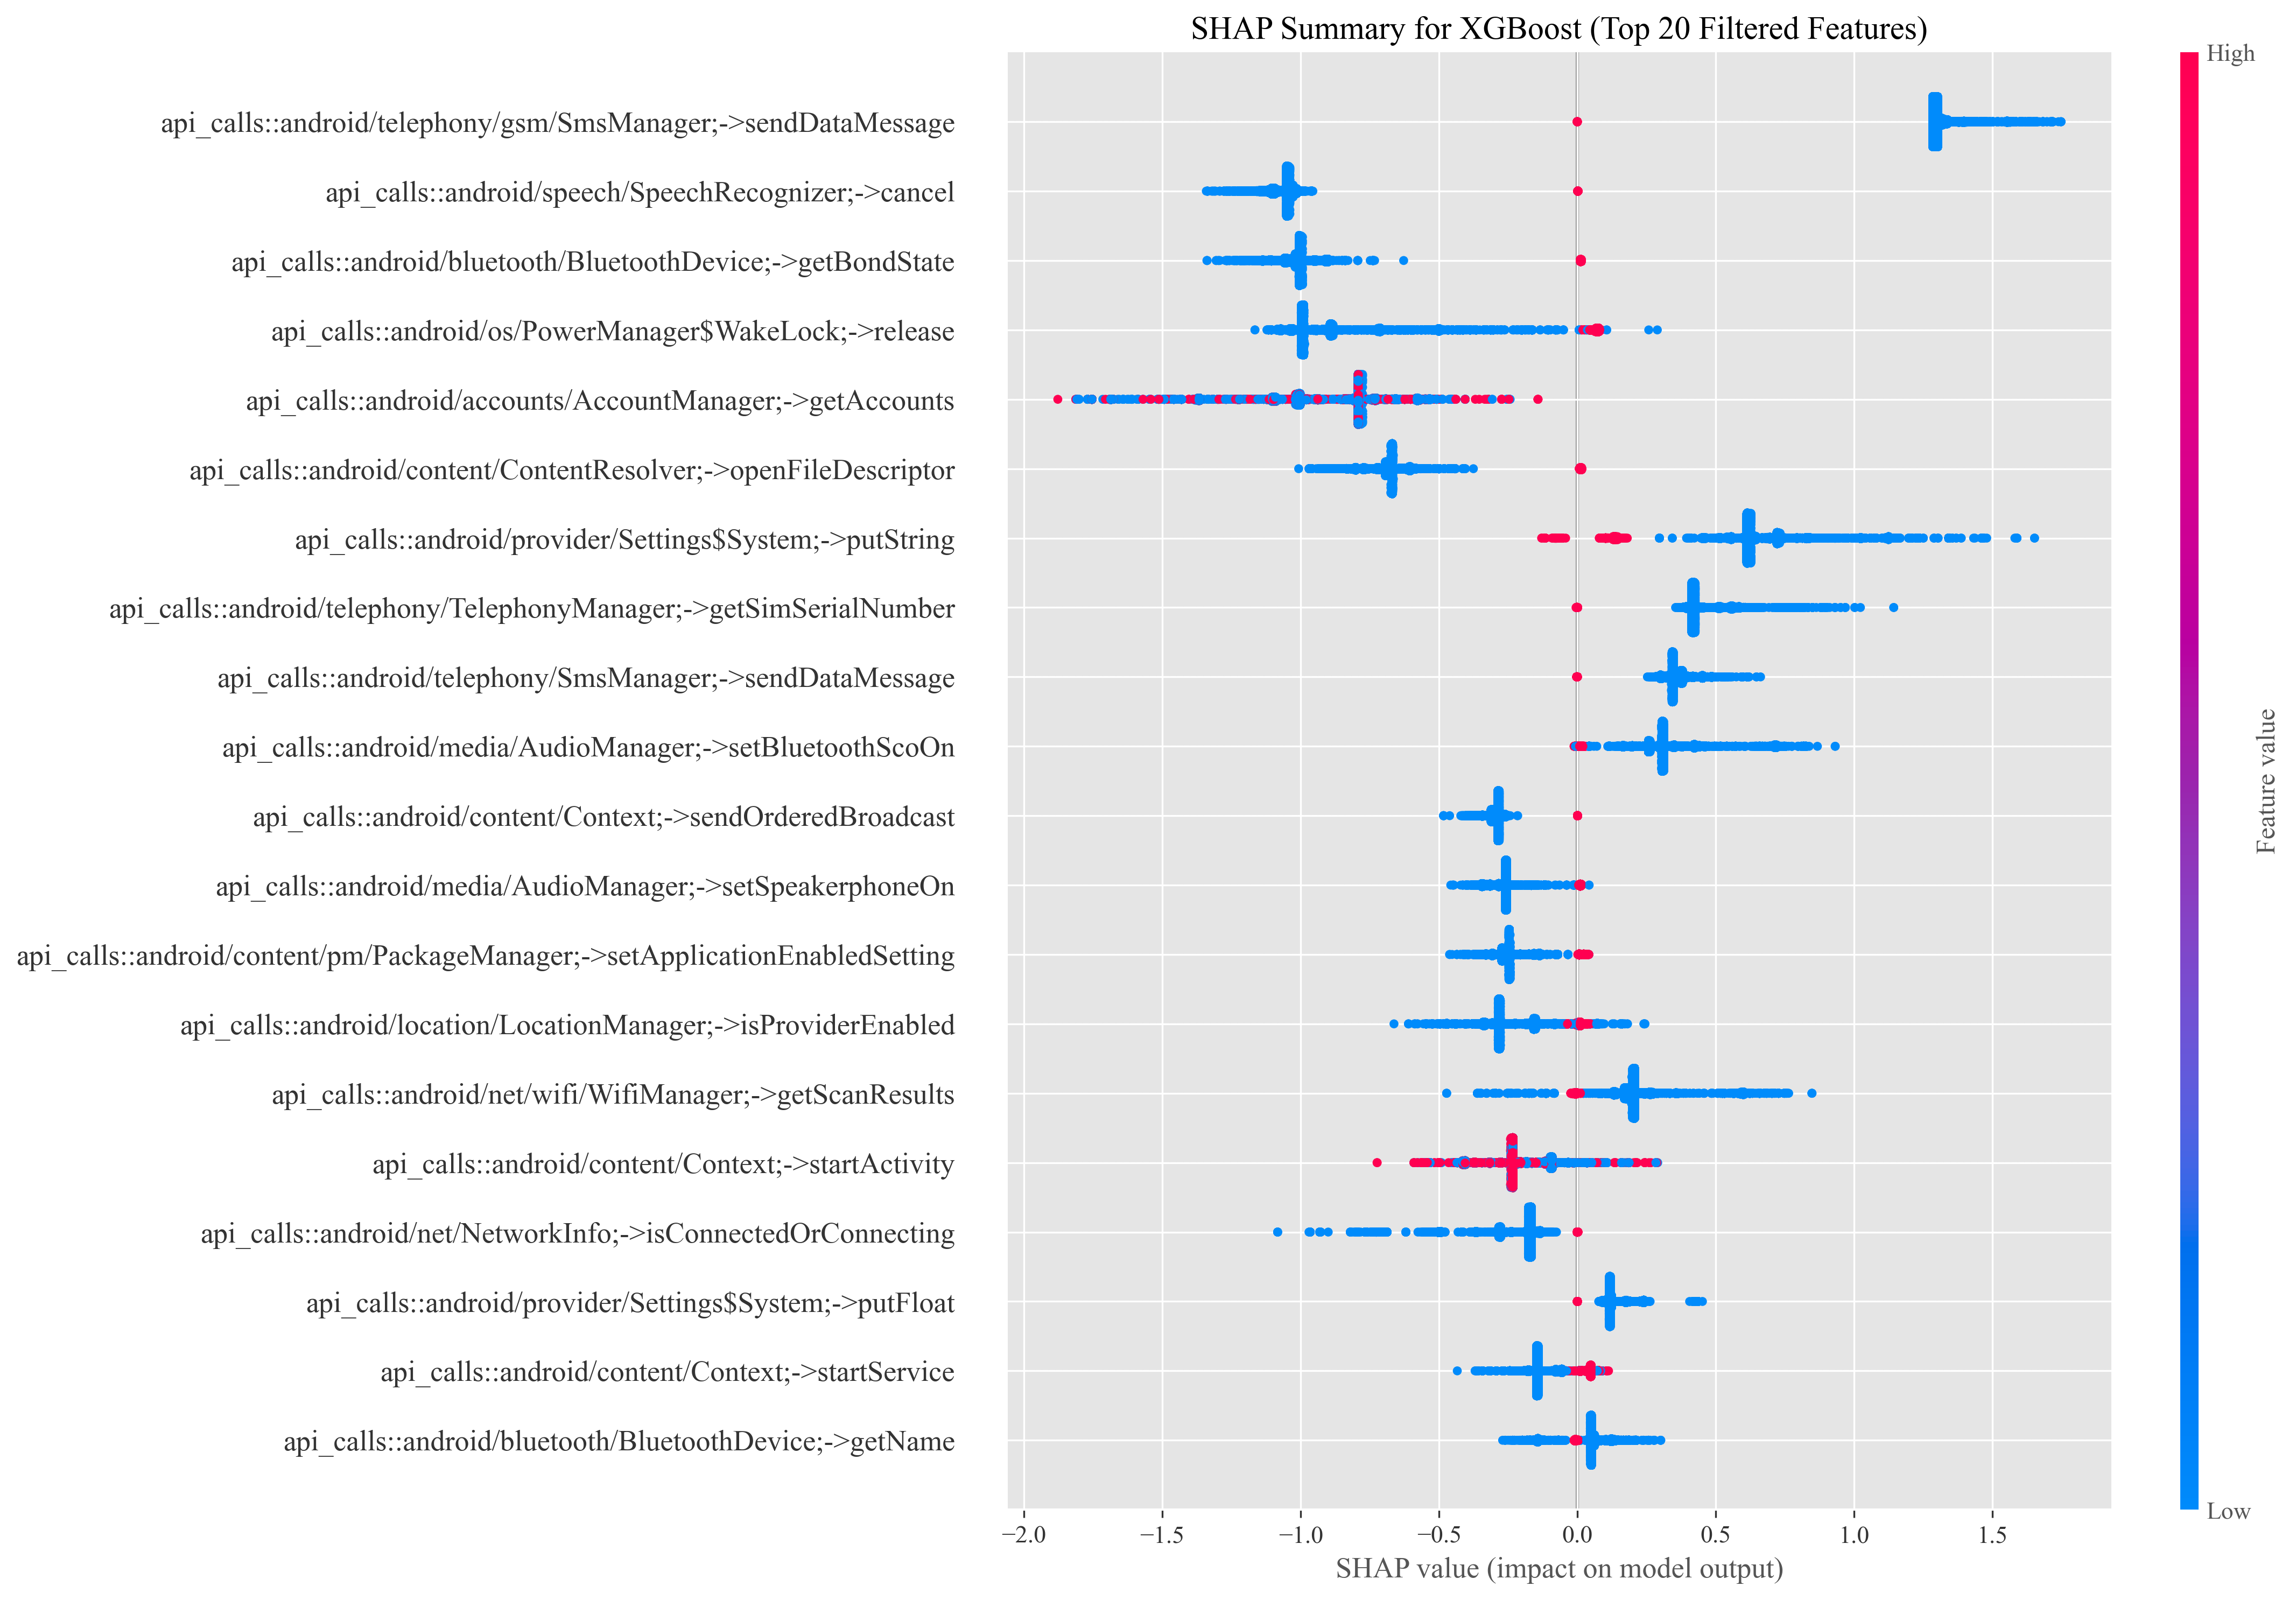 SHAP Summary for XGBoost (Top 20 Filtered Features)
High
api_calls::android/telephony/gsm/SmsManager;->sendDataMessage
api_calls::android/speech/SpeechRecognizer;->cancel
api_calls::android/bluetooth/BluetoothDevice;->getBondState
api_calls::android/os/PowerManager$WakeLock;->release
api_calls::android/accounts/AccountManager;->getAccounts
api_calls::android/content/ContentResolver;->openFileDescriptor
api_calls::android/provider/Settings$System;->putString
api_calls::android/telephony/TelephonyManager;->getSimSerialNumber
api_calls::android/telephony/SmsManager;->sendDataMessage
api_calls::android/media/AudioManager;->setBluetoothScoOn
api_calls::android/content/Context;->sendOrderedBroadcast
api_calls::android/media/AudioManager;->setSpeakerphoneOn
api_calls::android/content/pm/PackageManager;->setApplicationEnabledSetting
api_calls::android/location/LocationManager;->isProviderEnabled
api_calls::android/net/wifi/WifiManager;->getScanResults
api_calls::android/content/Context;->startActivity
api_calls::android/net/NetworkInfo;->isConnectedOrConnecting
api_calls::android/provider/Settings$System;->putFloat
api_calls::android/content/Context;->startService
api_calls::android/bluetooth/BluetoothDevice;->getName
Feature value
Low
−2.0 −1.5 −1.0 −0.5 0.0 0.5 1.0 1.5
SHAP value (impact on model output)